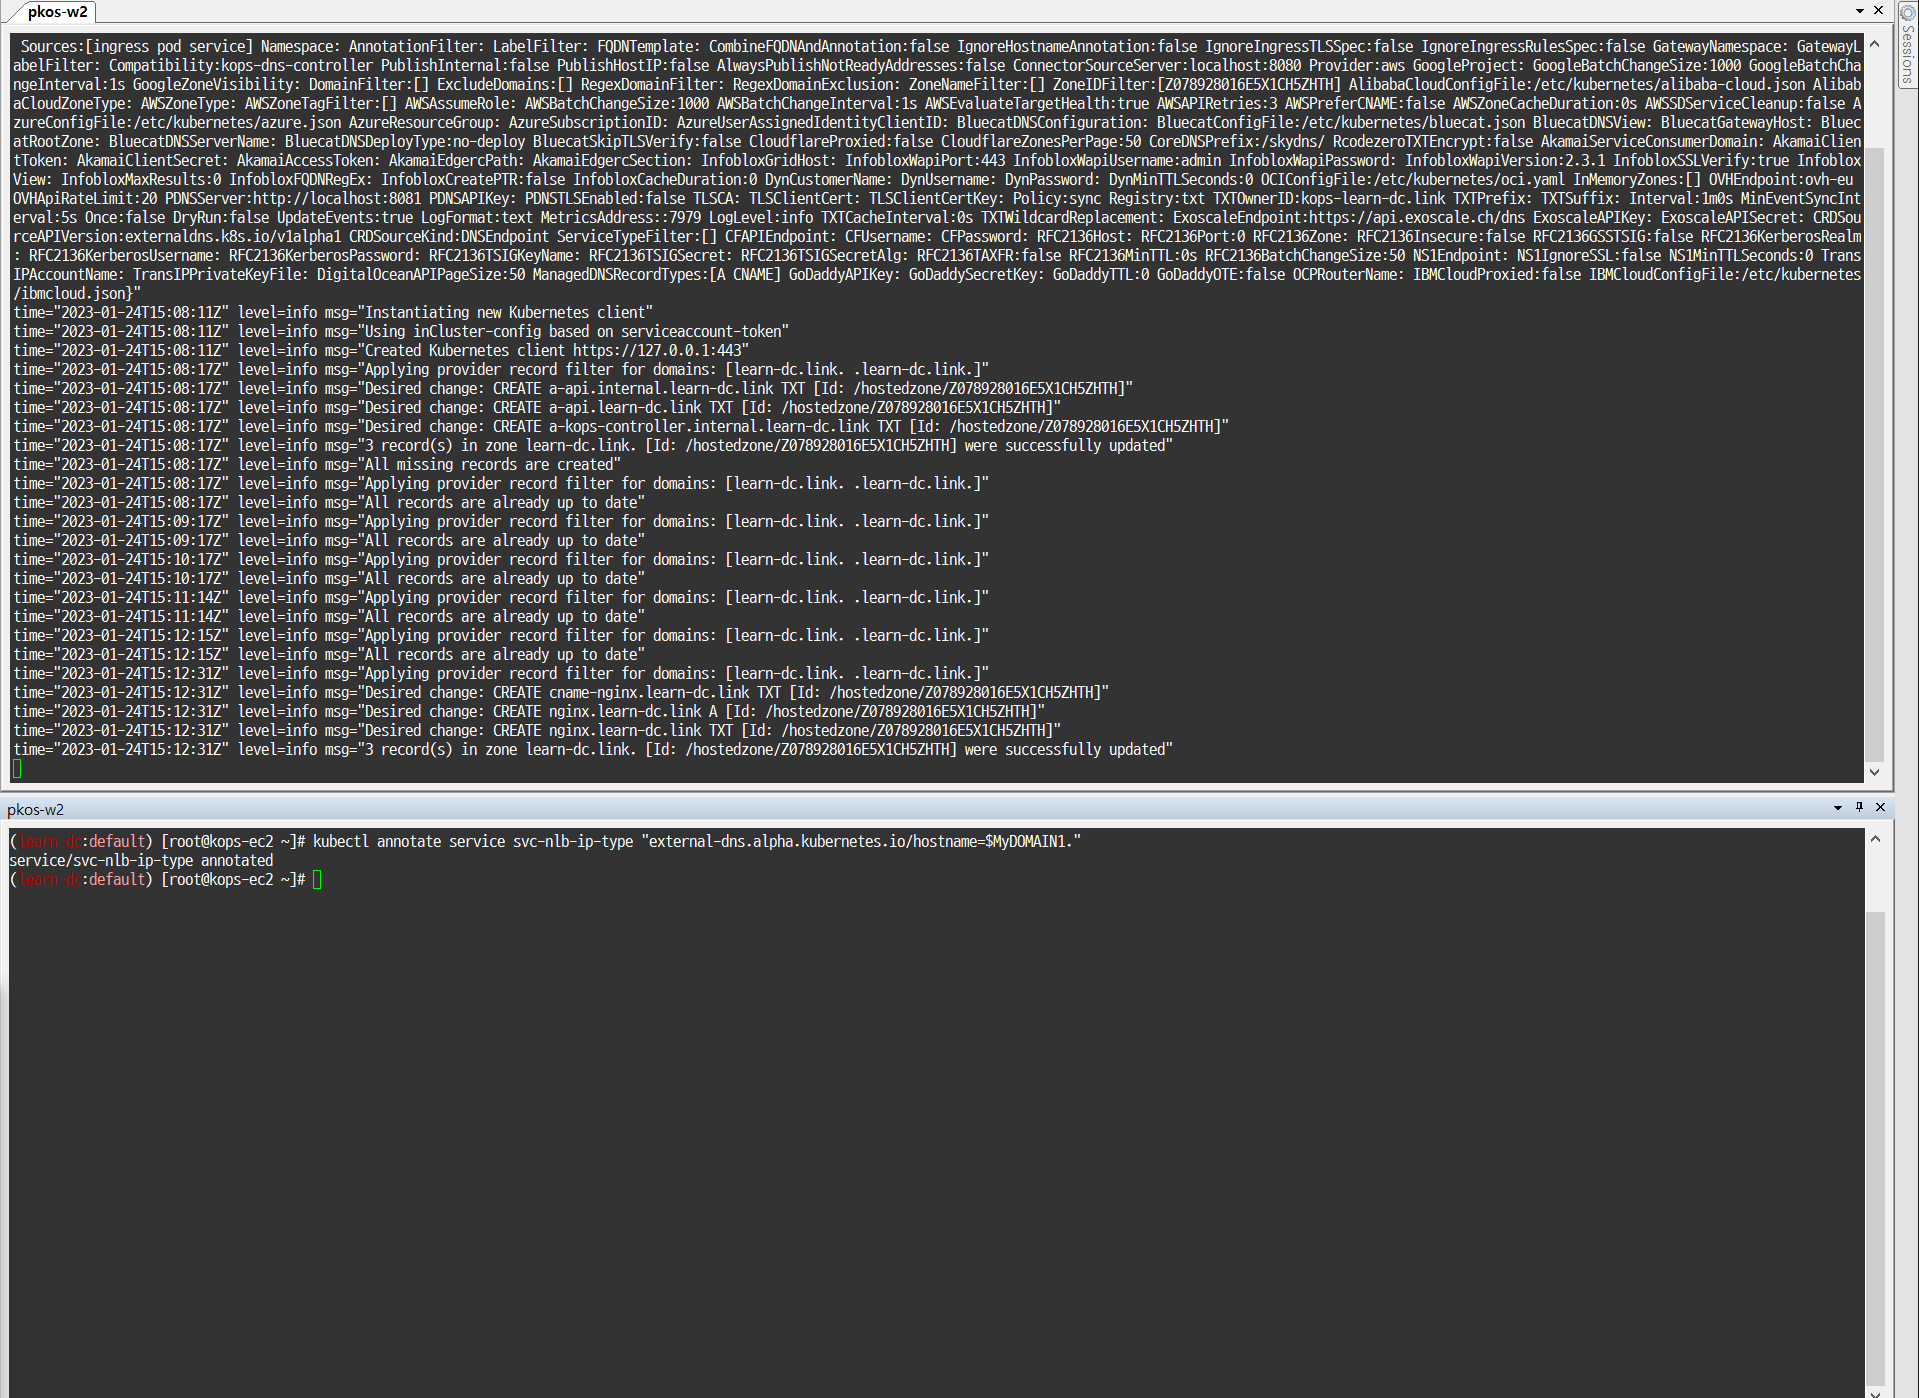 pkos-w2
Sessions
Sources:[ingress pod service] Namespace: AnnotationFilter: LabelFilter: FQDNTemplate: CombineFQDNAndAnnotation:false IgnoreHostnameAnnotation:false IgnoreIngressTLSSpec:false IgnoreIngressRulesSpec:false GatewayNamespace: GatewayL
abelFilter: Compatibility:kops-dns-controller PublishInternal:false PublishHostIP:false AlwaysPublishNotReadyAddresses:false ConnectorSourceServer:localhost:8080 Provider:aws GoogleProject: GoogleBatchChangeSize:1000 GoogleBatchCha
ngeInterval:1s GoogleZoneVisibility: DomainFilter:[] ExcludeDomains:[] RegexDomainFilter: RegexDomainExclusion: ZoneNameFilter:[] ZoneIDFilter:[Z078928016E5X1CH5ZHTH] AlibabaCloudConfigFile:/etc/kubernetes/alibaba-cloud.json Alibab
aCloudZoneType: AWSZoneType: AWSZoneTagFilter:[] AWSAssumeRole: AWSBatchChangeSize:1000 AWSBatchChangeInterval:1s AWSEvaluateTargetHealth:true AWSAPIRetries:3 AWSPreferCNAME:false AWSZoneCacheDuration:0s AWSSDServiceCleanup:false A
zureConfigFile:/etc/kubernetes/azure.json AzureResourceGroup: AzureSubscriptionID: AzureUserAssignedIdentityClientID: BluecatDNSConfiguration: BluecatConfigFile:/etc/kubernetes/bluecat.json BluecatDNSView: BluecatGatewayHost: Bluec
atRootZone: BluecatDNSServerName: BluecatDNSDeployType:no-deploy BluecatSkipTLSVerify:false CloudflareProxied:false CloudflareZonesPerPage:50 CoreDNSPrefix:/skydns/ RcodezeroTXTEncrypt:false AkamaiServiceConsumerDomain: AkamaiClien
tToken: AkamaiClientSecret: AkamaiAccessToken: AkamaiEdgercPath: AkamaiEdgercSection: InfobloxGridHost: InfobloxWapiPort:443 InfobloxWapiUsername:admin InfobloxWapiPassword: InfobloxWapiVersion:2.3.1 InfobloxSSLVerify:true Infoblox
View: InfobloxMaxResults:0 InfobloxFQDNRegEx: InfobloxCreatePTR:false InfobloxCacheDuration:0 DynCustomerName: DynUsername: DynPassword: DynMinTTLSeconds:0 OCIConfigFile:/etc/kubernetes/oci.yaml InMemoryZones:[] OVHEndpoint:ovh-eu
OVHApiRateLimit:20 PDNSServer:http://localhost:8081 PDNSAPIKey: PDNSTLSEnabled:false TLSCA: TLSClientCert: TLSClientCertKey: Policy:sync Registry:txt TXTOwnerID:kops-learn-dc.link TXTPrefix: TXTSuffix: Interval:1m0s MinEventSyncInt
erval:5s Once:false DryRun:false UpdateEvents:true LogFormat:text MetricsAddress::7979 LogLevel:info TXTCacheInterval:0s TXTWildcardReplacement: ExoscaleEndpoint:https://api.exoscale.ch/dns ExoscaleAPIKey: ExoscaleAPISecret: CRDSou
rceAPIVersion:externaldns.k8s.io/v1alpha1 CRDSourceKind:DNSEndpoint ServiceTypeFilter:[] CFAPIEndpoint: CFUsername: CFPassword: RFC2136Host: RFC2136Port:0 RFC2136Zone: RFC2136Insecure:false RFC2136GSSTSIG:false RFC2136KerberosRealm
: RFC2136KerberosUsername: RFC2136KerberosPassword: RFC2136TSIGKeyName: RFC2136TSIGSecret: RFC2136TSIGSecretAlg: RFC2136TAXFR:false RFC2136MinTTL:0s RFC2136BatchChangeSize:50 NS1Endpoint: NS1IgnoreSSL:false NS1MinTTLSeconds:0 Trans
IPAccountName: TransIPPrivateKeyFile: DigitalOceanAPIPageSize:50 ManagedDNSRecordTypes:[A CNAME] GoDaddyAPIKey: GoDaddySecretKey: GoDaddyTTL:0 GoDaddyOTE:false OCPRouterName: IBMCloudProxied:false IBMCloudConfigFile:/etc/kubernetes
/ibmcloud.json}"
time="2023-01-24T15:08:11Z" level=info msg="Instantiating new Kubernetes client"
time="2023-01-24T15:08:11Z" level=info msg="Using inCluster-config based on serviceaccount-token"
time="2023-01-24T15:08:11Z" level=info msg="Created Kubernetes client https://127.0.0.1:443"
time="2023-01-24T15:08:17Z" level=info msg="Applying provider record filter for domains: [learn-dc.link. .learn-dc.link.]"
time="2023-01-24T15:08:17Z" level=info msg="Desired change: CREATE a-api.internal.learn-dc.link TXT [Id: /hostedzone/Z078928016E5X1CH5ZHTH]"
time="2023-01-24T15:08:17Z" level=info msg="Desired change: CREATE a-api.learn-dc.link TXT [Id: /hostedzone/Z078928016E5X1CH5ZHTH]"
time="2023-01-24T15:08:17Z" level=info msg="Desired change: CREATE a-kops-controller.internal.learn-dc.link TXT [Id: /hostedzone/Z078928016E5X1CH5ZHTH]"
time="2023-01-24T15:08:17Z" level=info msg="3 record(s) in zone learn-dc.link. [Id: /hostedzone/Z078928016E5X1CH5ZHTH] were successfully updated"
time="2023-01-24T15:08:17Z" level=info msg="All missing records are created"
time="2023-01-24T15:08:17Z" level=info msg="Applying provider record filter for domains: [learn-dc.link. .learn-dc.link.]"
time="2023-01-24T15:08:17Z" level=info msg="All records are already up to date"
time="2023-01-24T15:09:17Z" level=info msg="Applying provider record filter for domains: [learn-dc.link. .learn-dc.link.]"
time="2023-01-24T15:09:17Z" level=info msg="All records are already up to date"
time="2023-01-24T15:10:17Z" level=info msg="Applying provider record filter for domains: [learn-dc.link. .learn-dc.link.]"
time="2023-01-24T15:10:17Z" level=info msg="All records are already up to date"
time="2023-01-24T15:11:14Z" level=info msg="Applying provider record filter for domains: [learn-dc.link. .learn-dc.link.]"
time="2023-01-24T15:11:14Z" level=info msg="All records are already up to date"
time="2023-01-24T15:12:15Z" level=info msg="Applying provider record filter for domains: [learn-dc.link. .learn-dc.link.]"
time="2023-01-24T15:12:15Z" level=info msg="All records are already up to date"
time="2023-01-24T15:12:31Z" level=info msg="Applying provider record filter for domains: [learn-dc.link. .learn-dc.link.]"
time="2023-01-24T15:12:31Z" level=info msg="Desired change: CREATE cname-nginx.learn-dc.link TXT [Id: /hostedzone/Z078928016E5X1CH5ZHTH]"
time="2023-01-24T15:12:31Z" level=info msg="Desired change: CREATE nginx.learn-dc.link A [Id: /hostedzone/Z078928016E5X1CH5ZHTH]"
time="2023-01-24T15:12:31Z" level=info msg="Desired change: CREATE nginx.learn-dc.link TXT [Id: /hostedzone/Z078928016E5X1CH5ZHTH]"
time="2023-01-24T15:12:31Z" level=info msg="3 record(s) in zone learn-dc.link. [Id: /hostedzone/Z078928016E5X1CH5ZHTH] were successfully updated"
pkos-w2
(learn-dc:default) [root@kops-ec2 ~]# kubectl annotate service svc-nlb-ip-type "external-dns.alpha.kubernetes.io/hostname=$MyDOMAIN1."
service/svc-nlb-ip-type annotated
(learn-dc:default) [root@kops-ec2 ~]#